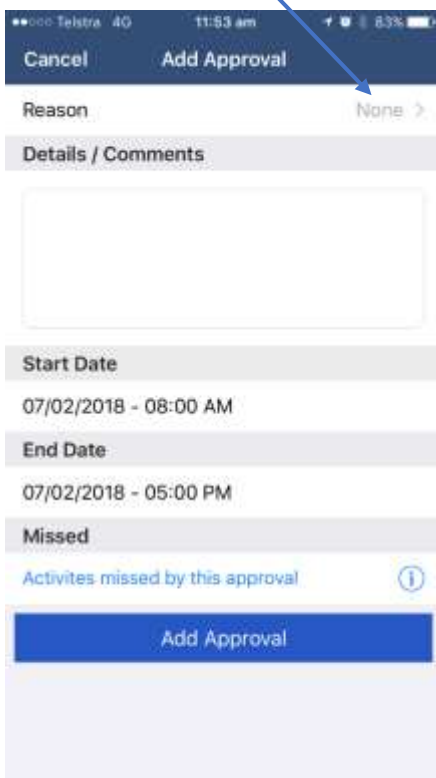 Telstra 4G 11:53 am 83%
Cancel Add Approval
Reason None >
Details / Comments
Start Date
07/02/2018 - 08:00 AM
End Date
07/02/2018 - 05:00 PM
Missed
Activites missed by this approval
Add Approval